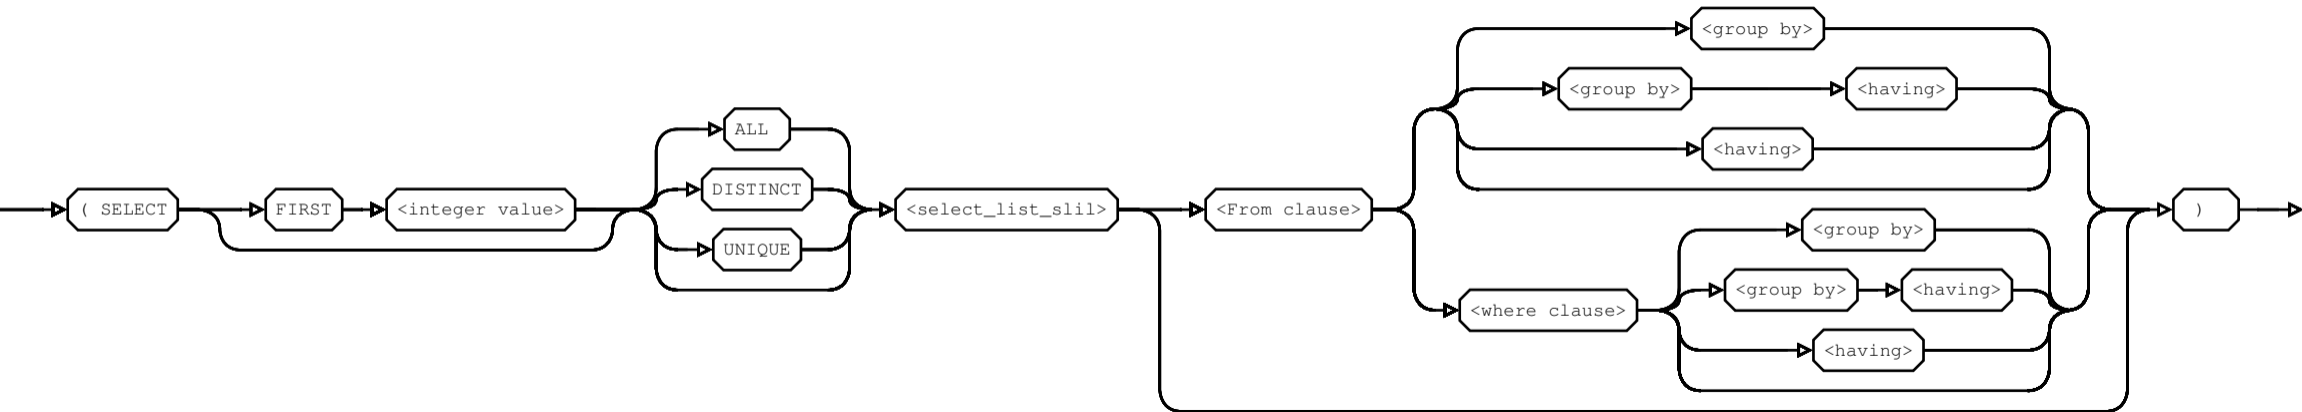 <group by>
<group by> <having>
ALL
<having>
DISTINCT
( SELECT FIRST <integer value> <select_list_slil> <From clause> )
<group by>
UNIQUE
<group by> <having>
<where clause>
<having>